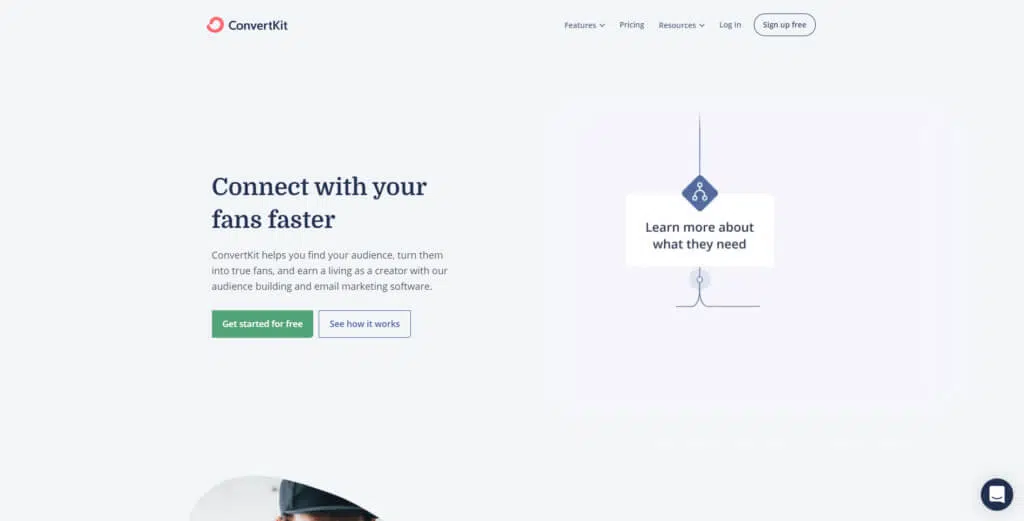 ConvertKit
Features
Pricing
Resources
Log In
Sign up free
Connect with your
fans faster
ConvertKit helps you find your audience, turn them
into true fans, and earn a living as a creator with our
audience building and email marketing software.
Get started for free
See how it works
Learn more about
what they need